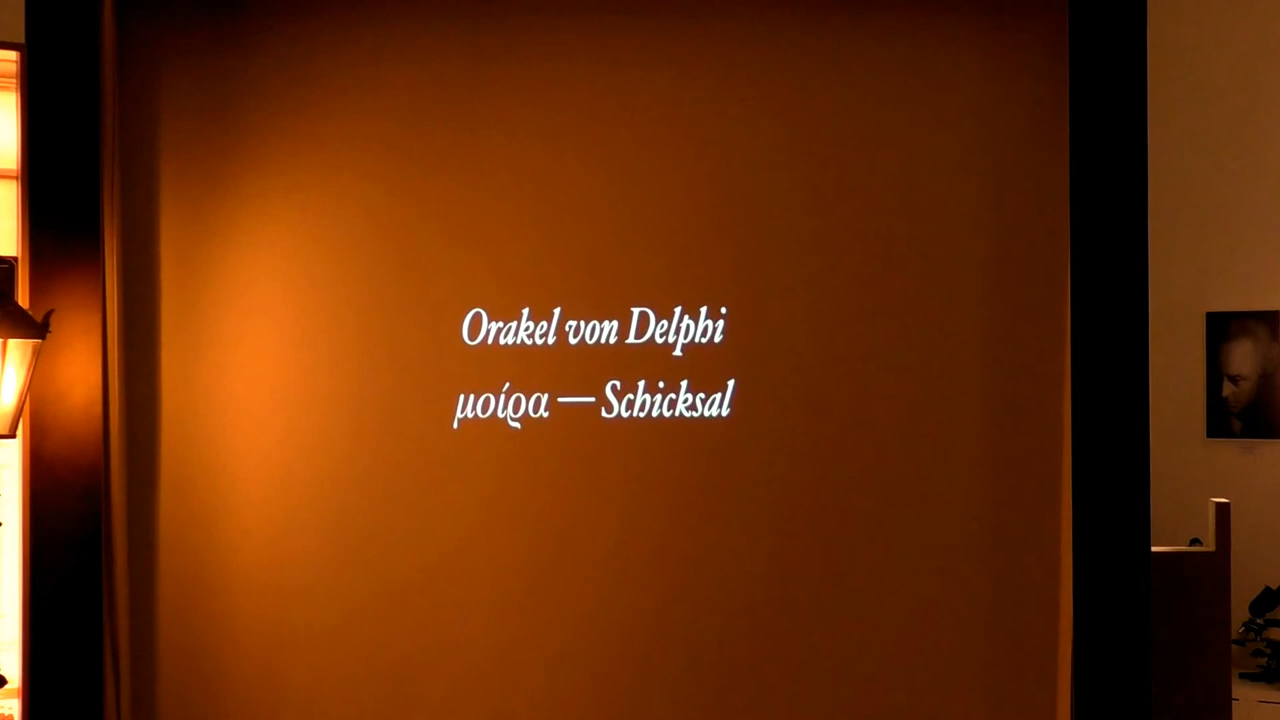 Orakel von Delphi
μοίρα — Schicksal